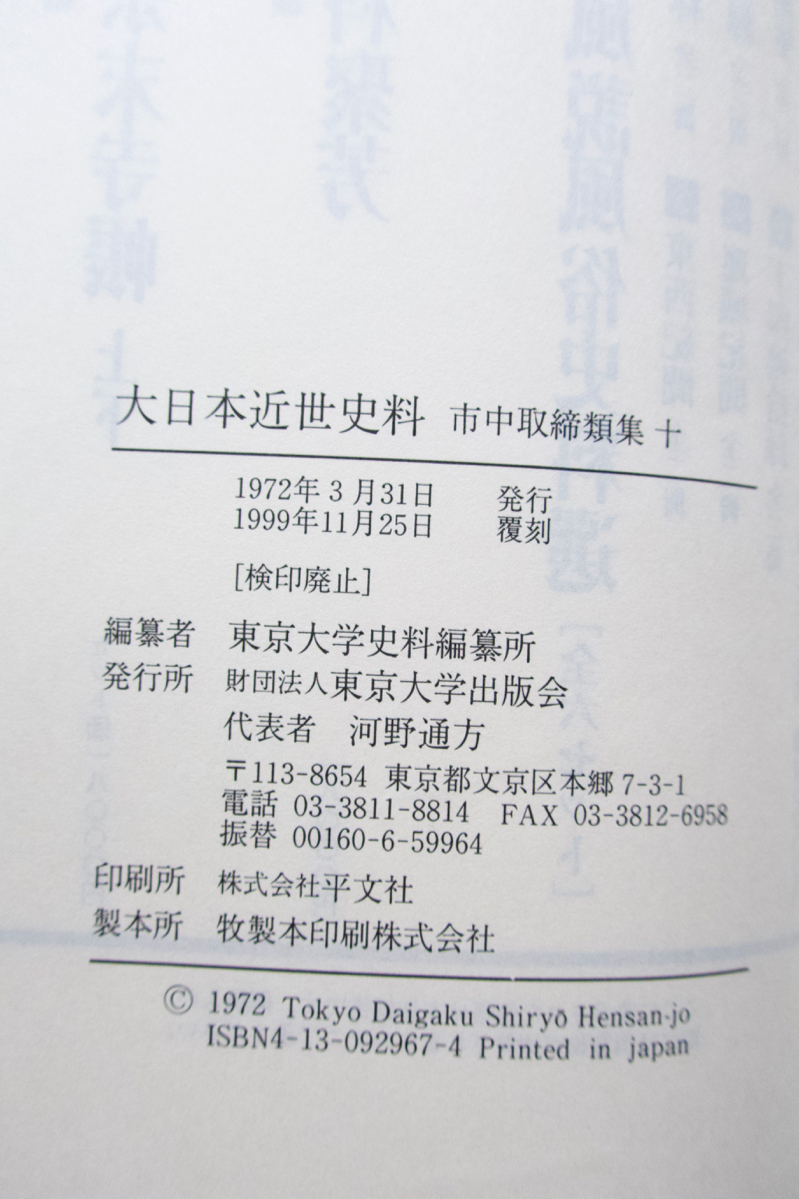 大日本近世史料 市中取締類集 十
1972年3月31日 発行
1999年11月25日 覆刻
[検印廃止]
編纂者 東京大学史料編纂所
発行所 財団法人東京大学出版会
代表者 河野通方
〒113-8654 東京都文京区本郷7-3-1
電話 03-3811-8814 FAX 03-3812-6958
振替 00160-6-59964
印刷所 株式会社平文社
製本所 牧製本印刷株式会社
© 1972 Tokyo Daigaku Shiryō Hensan-jo
ISBN4-13-092967-4 Printed in japan